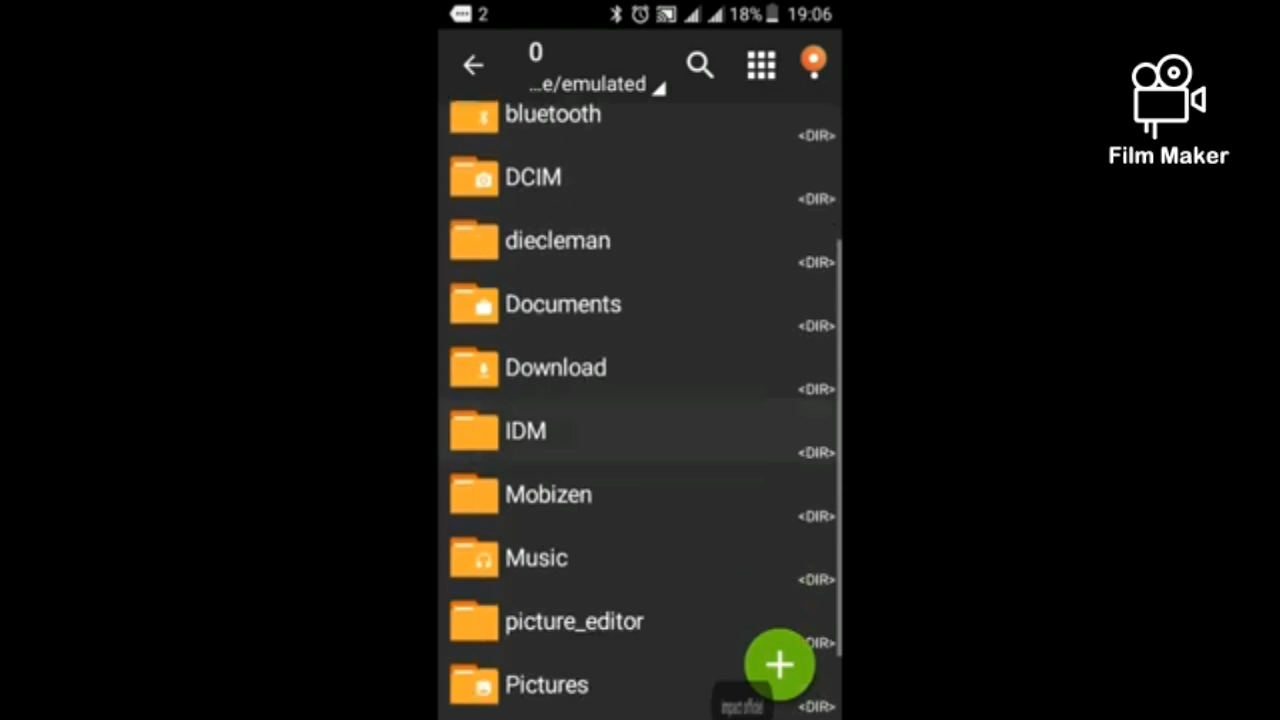 2
18%
19:06
0
...e/emulated
bluetooth
<DIR>
DCIM
<DIR>
diecleman
<DIR>
Documents
<DIR>
Download
<DIR>
IDM
<DIR>
Mobizen
<DIR>
Music
<DIR>
picture_editor
DIR>
Pictures
<DIR>
Film Maker